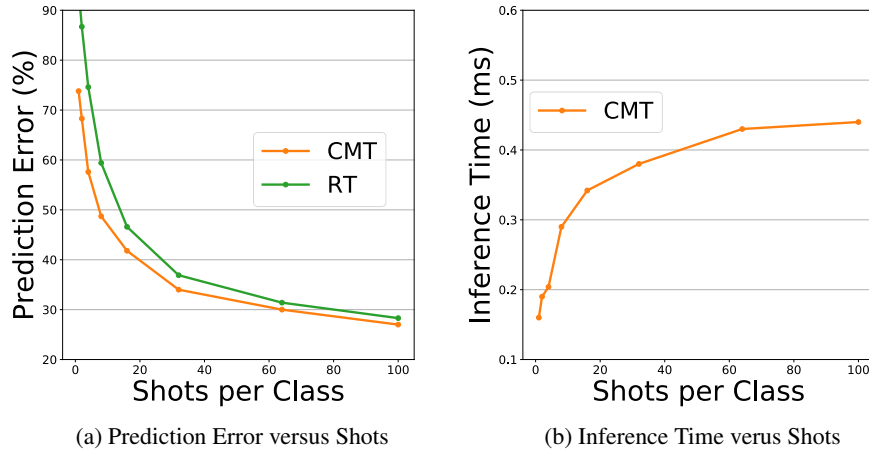 90
80
70
60
50
40
30
20
Prediction Error (%)
CMT
RT
0 20 40 60 80 100
Shots per Class
(a) Prediction Error versus Shots
0.6
0.5
0.4
0.3
0.2
0.1
Inference Time (ms)
CMT
0 20 40 60 80 100
Shots per Class
(b) Inference Time verus Shots